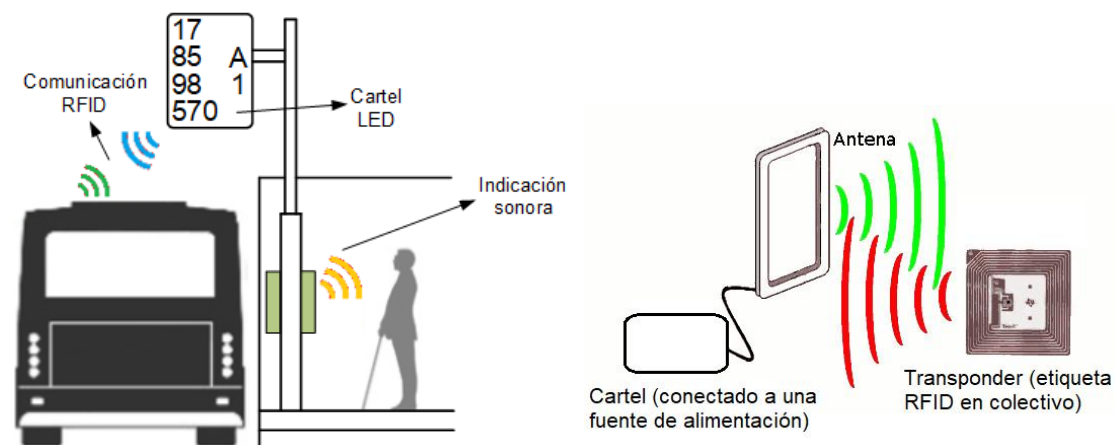 17
85 A
98 1
570
Comunicación
RFID
Cartel
LED
Indicación
sonora
Antena
Cartel (conectado a una
fuente de alimentación)
Transponder (etiqueta
RFID en colectivo)